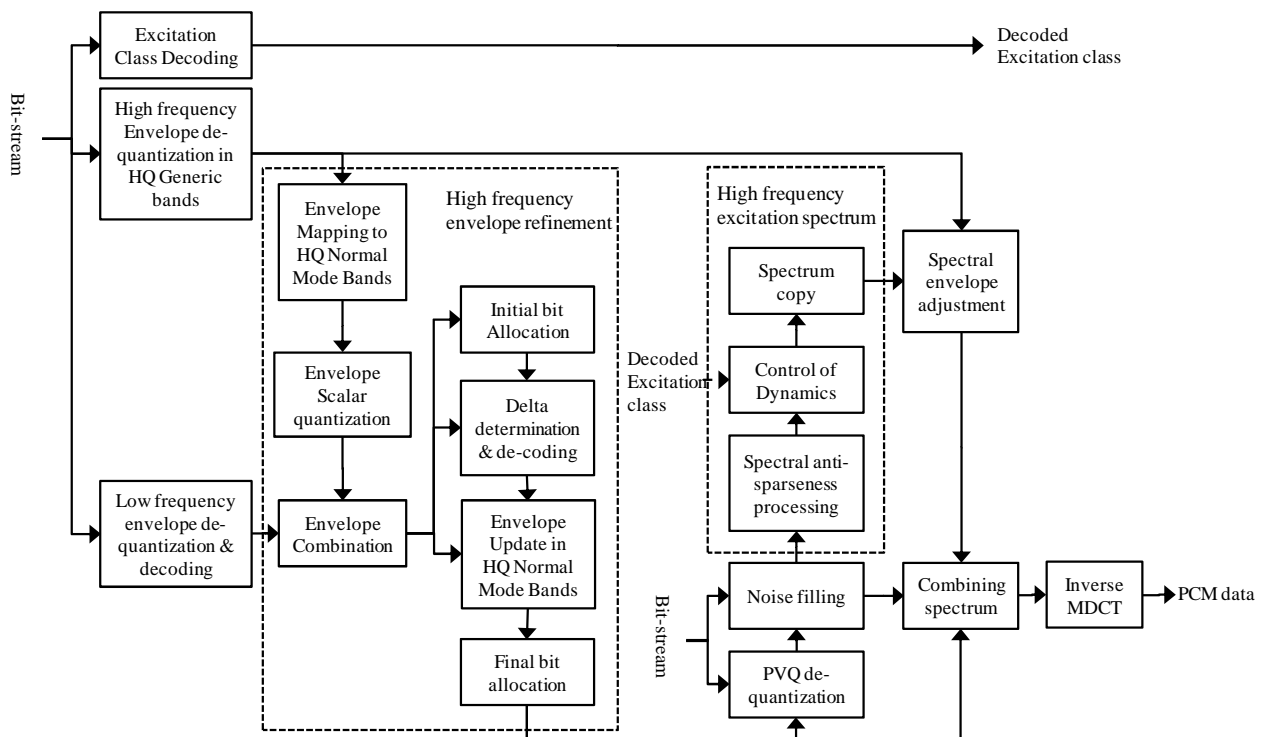 Excitation
Class Decoding
Decoded
Excitation class
Bit-stream
High frequency
Envelope de-
quantization in
HQ Generic
bands
High frequency
envelope refinement
Envelope
Mapping to
HQ Normal
Mode Bands
Envelope
Scalar
quantization
Low frequency
envelope de-
quantization &
decoding
Envelope
Combination
Initial bit
Allocation
Delta
determination
& de-coding
Envelope
Update in
HQ Normal
Mode Bands
Final bit
allocation
High frequency
excitation spectrum
Spectrum
copy
Decoded
Excitation
class
Control of
Dynamics
Spectral anti-
sparseness
processing
Spectral
envelope
adjustment
Bit-stream
Noise filling
PVQ de-
quantization
Combining
spectrum
Inverse
MDCT
PCM data